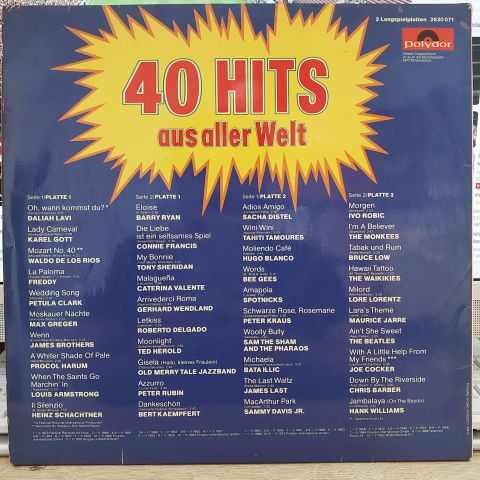 2 Langspielplatten 2630 071
polydor
40 HITS
aus aller Welt
Seite 1/PLATTE 1
Oh, wann kommst du? *
DALIAH LAVI
Lady Carneval
KAREL GOTT
Mozart No. 40 **
WALDO DE LOS RIOS
La Paloma
FREDDY
Wedding Song
PETULA CLARK
Moskauer Nächte
MAX GREGER
Wenn
JAMES BROTHERS
A Whiter Shade Of Pale
PROCOL HARUM
When The Saints Go
Marchin' In
LOUIS ARMSTRONG
Il Silenzio
HEINZ SCHACHTNER
Seite 2/PLATTE 1
Eloise
BARRY RYAN
Die Liebe
ist ein seltsames Spiel
CONNIE FRANCIS
My Bonnie
TONY SHERIDAN
Malagueña
CATERINA VALENTE
Arrivederci Roma
GERHARD WENDLAND
Letkiss
ROBERTO DELGADO
Moonlight
TED HEROLD
Gisela (Hallo, kleines Fräulein)
OLD MERRY TALE JAZZBAND
Azzurro
PETER RUBIN
Dankeschön
BERT KAEMPFERT
Seite 1/PLATTE 2
Adios Amigo
SACHA DISTEL
Wini Wini
TAHITI TAMOURES
Moliendo Café
HUGO BLANCO
Words
BEE GEES
Amapola
SPOTNICKS
Schwarze Rose, Rosemarie
PETER KRAUS
Woolly Bully
SAM THE SHAM
AND THE PHARAOS
Michaela
BATA ILLIC
The Last Waltz
JAMES LAST
MacArthur Park
SAMMY DAVIS JR.
Seite 2/PLATTE 2
Morgen
IVO ROBIC
I'm A Believer
THE MONKEES
Tabak und Rum
BRUCE LOW
Hawaii Tattoo
THE WAIKIKIES
Milord
LORE LORENTZ
Lara's Theme
MAURICE JARRE
Ain't She Sweet
THE BEATLES
With A Little Help From
My Friends ***
JOE COCKER
Down By The Riverside
CHRIS BARBER
Jambalaya (On The Bayou)
HANK WILLIAMS